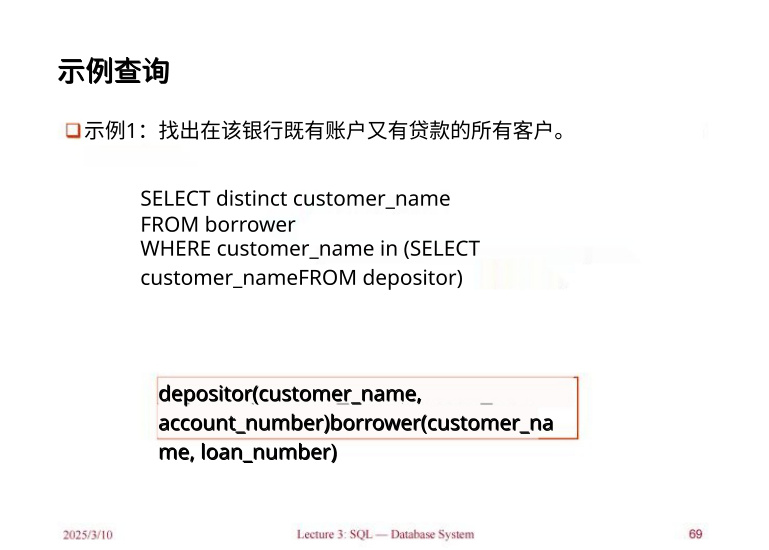 示例查询
示例1：找出在该银行既有账户又有贷款的所有客户。
SELECT distinct customer_name
FROM borrower
WHERE customer_name in (SELECT
customer_nameFROM depositor)
depositor(customer_name,
account_number)borrower(customer_na
me, loan_number)
2025/3/10
Lecture 3: SQL — Database System
69